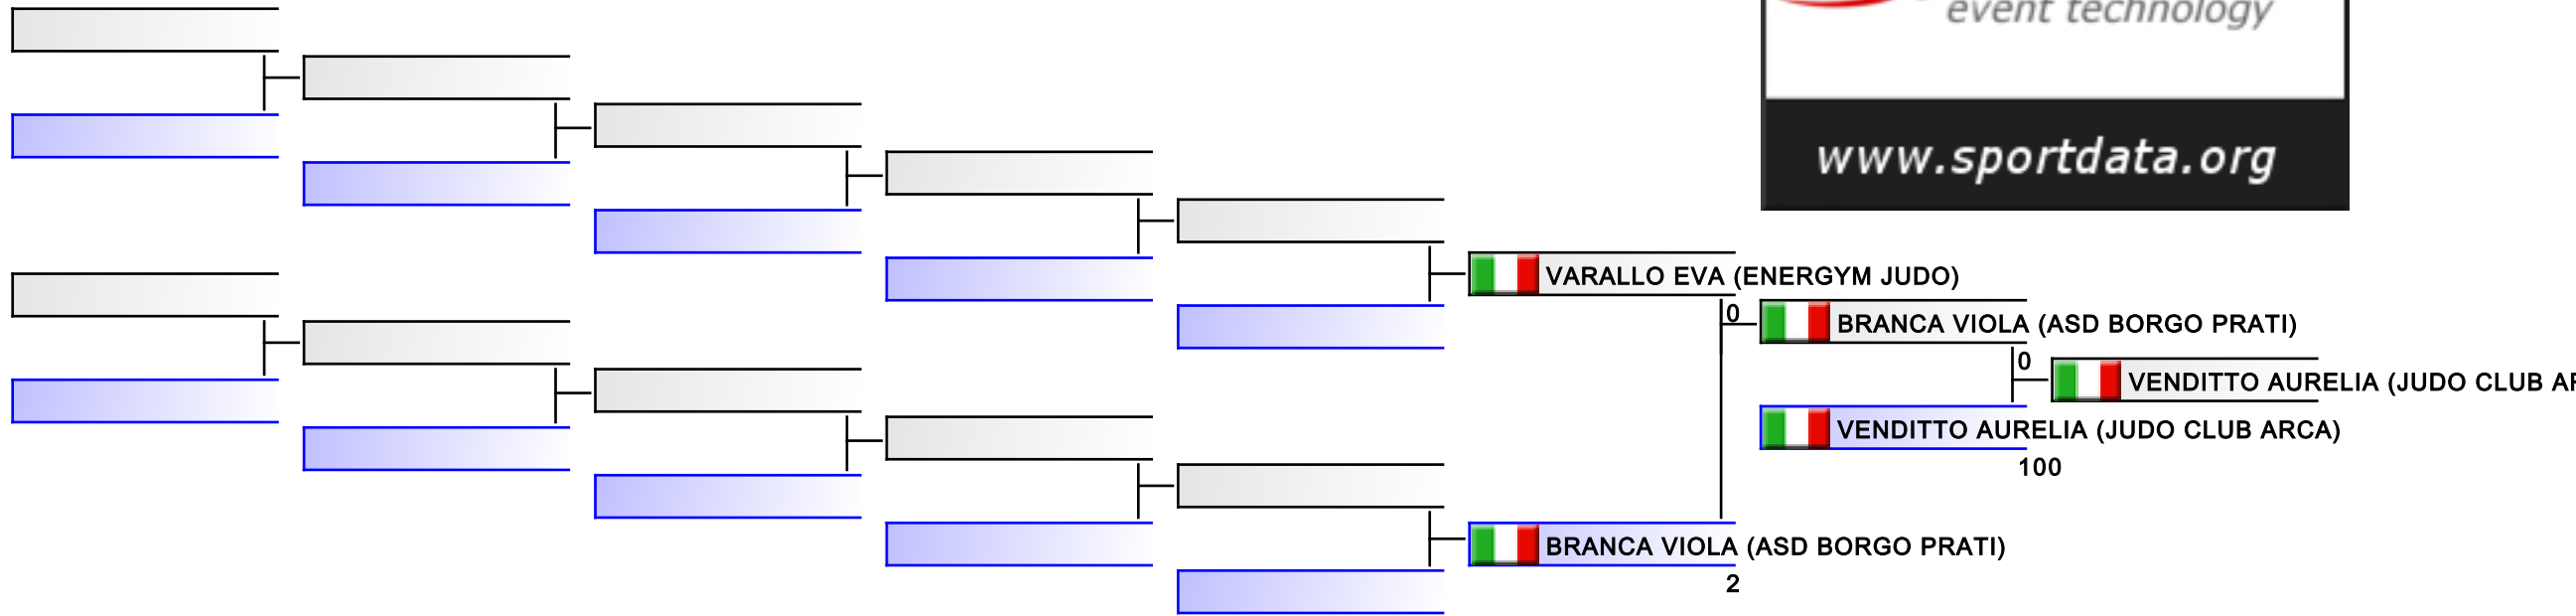 event technology
www.sportdata.org
VARALLO EVA (ENERGYM JUDO)
0
BRANCA VIOLA (ASD BORGO PRATI)
0
VENDITTO AURELIA (JUDO CLUB AR
VENDITTO AURELIA (JUDO CLUB ARCA)
100
BRANCA VIOLA (ASD BORGO PRATI)
2